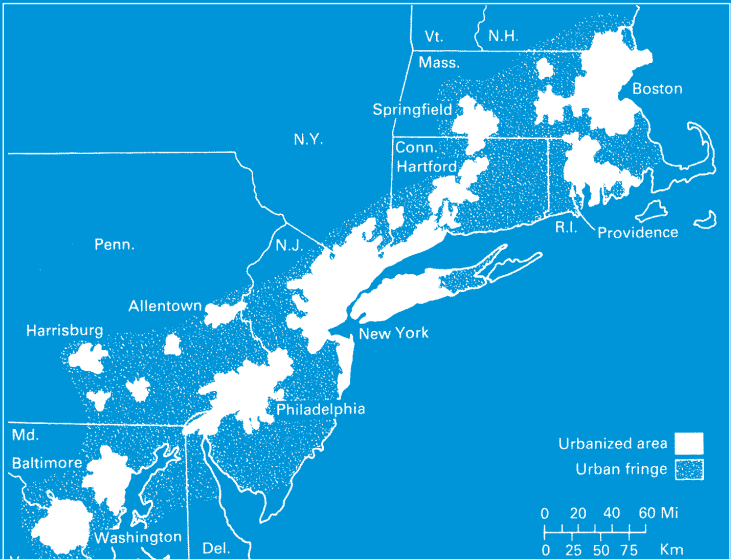 Vt.
N.H.
Mass.
Boston
Springfield
N.Y.
Conn.
Hartford
Penn.
N.J.
R.I.
Providence
Allentown
Harrisburg
New York
Philadelphia
Md.
Urbanized area
Baltimore
Urban fringe
0 20 40 60 Mi
Washington
Del.
0 25 50 75 Km